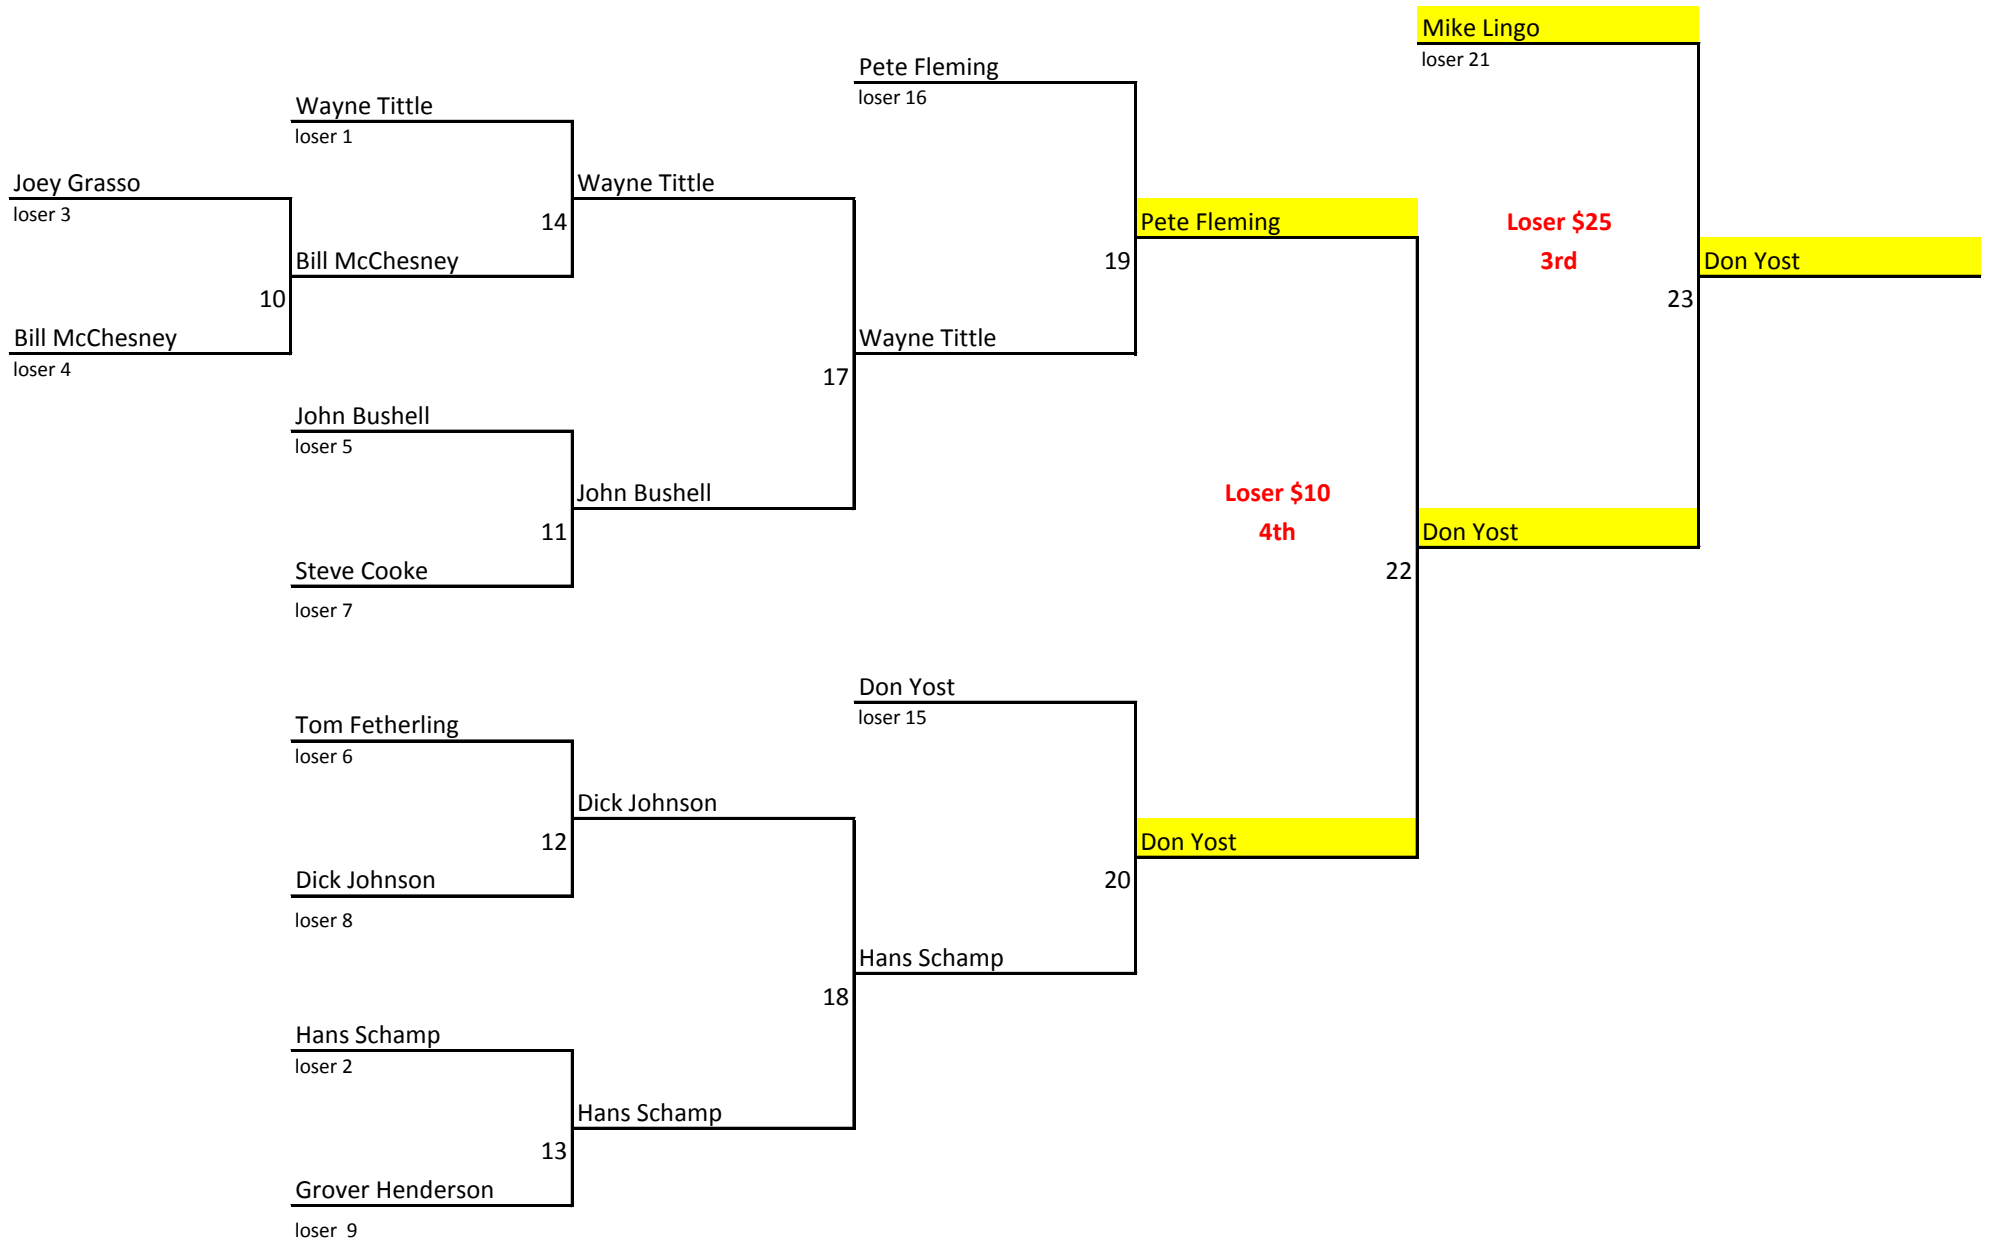 Mike Lingo
loser 21
Pete Fleming
loser 16
Wayne Tittle
loser 1
Joey Grasso
loser 3
Wayne Tittle
14
Pete Fleming
Loser $25
3rd
Bill McChesney
19
Don Yost
10
23
Bill McChesney
loser 4
Wayne Tittle
17
John Bushell
loser 5
John Bushell
Loser $10
4th
11
Don Yost
Steve Cooke
loser 7
22
Don Yost
loser 15
Tom Fetherling
loser 6
Dick Johnson
12
Don Yost
Dick Johnson
loser 8
20
Hans Schamp
18
Hans Schamp
loser 2
Hans Schamp
13
Grover Henderson
loser  9